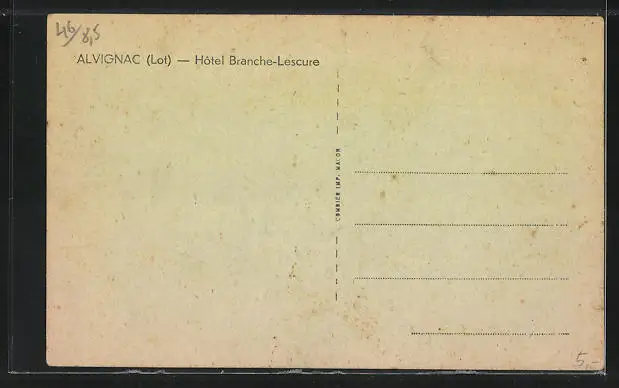 46/8,5
ALVIGNAC (Lot) — Hôtel Branche-Lescure
COMBIER IMP. MACON
5,-